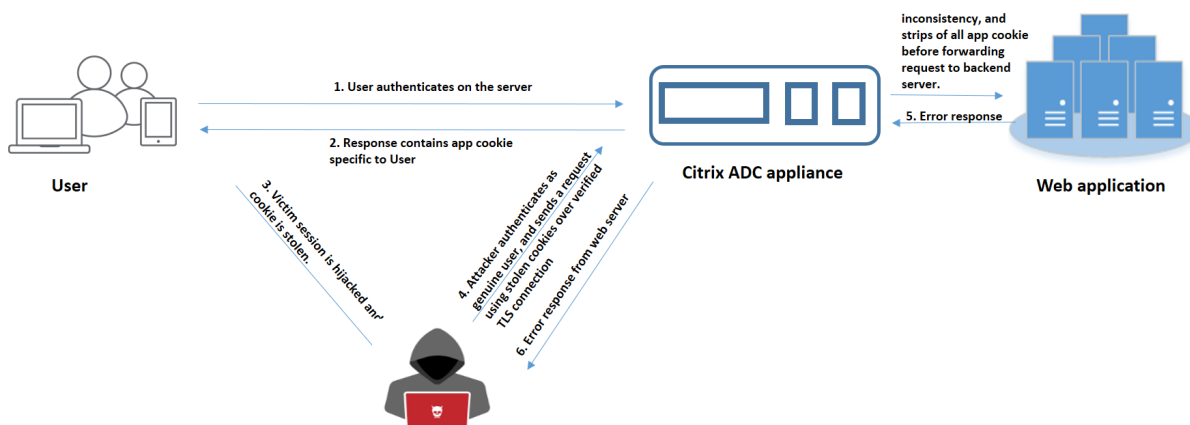 1. User authenticates on the server
2. Response contains app cookie
specific to User
User
3. Victim session is hijacked and
cookie is stolen.
4. Attacker authenticates as
genuine user, and sends a request
using stolen cookies over verified
TLS connection
6. Error response from web server
Citrix ADC appliance
inconsistency, and
strips of all app cookie
before forwarding
request to backend
server.
5. Error response
Web application